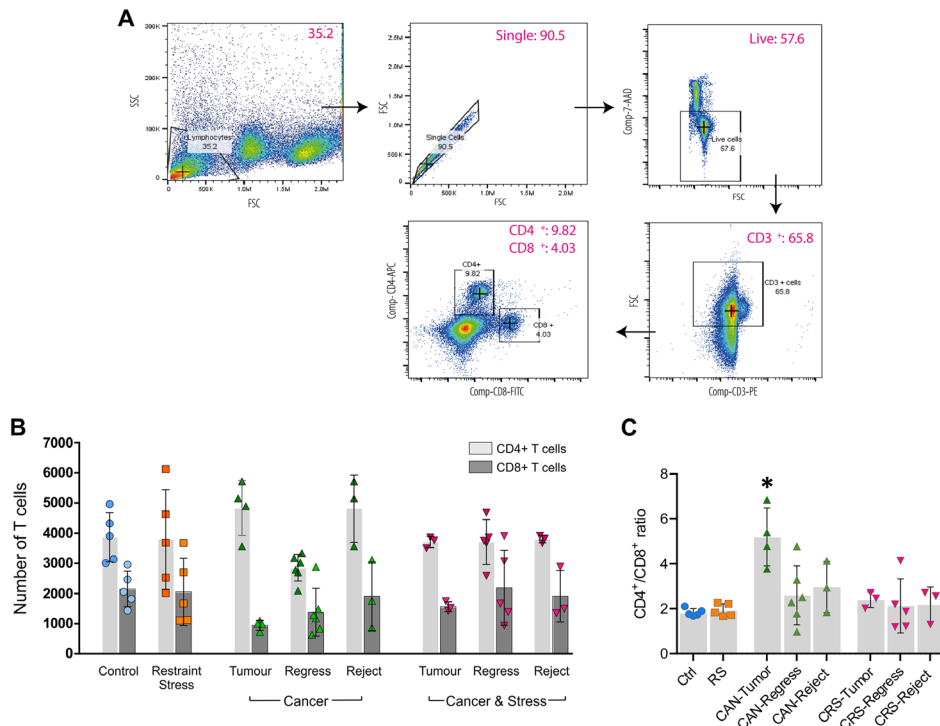 A
35.2
300K
200K
100K
0
SSC
Lymphocytes
35.2
0
500K
1.0M
1.5M
2.0M
FSC
Single: 90.5
2.0M
1.5M
1.0M
500K
0
FSC
Single Cells
90.5
0
500K
1.0M
1.5M
2.0M
FSC
Live: 57.6
Comp-7-AAD
Live cells
57.6
FSC
CD4 +: 9.82
CD8 +: 4.03
CD4+
9.82
CD8 +
4.03
Comp- CD4-APC
Comp-CD8-FITC
CD3 +: 65.8
CD3 + cells
65.8
FSC
Comp-CD3-PE
B
7000
6000
5000
4000
3000
2000
1000
0
Number of T cells
CD4+ T cells
CD8+ T cells
Control
Restraint
Stress
Tumour
Regress
Reject
Tumour
Regress
Reject
Cancer
Cancer & Stress
C
8
6
4
2
0
CD4+/CD8+ ratio
*
Ctrl
RS
CAN-Tumor
CAN-Regress
CAN-Reject
CRS-Tumor
CRS-Regress
CRS-Reject